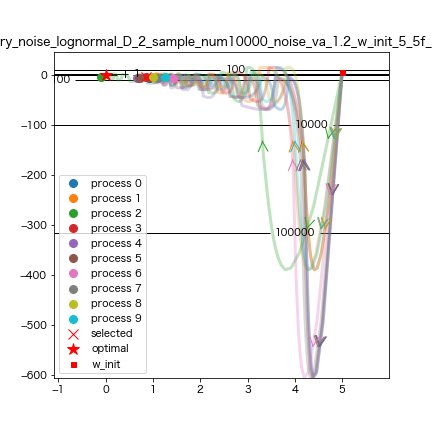 ry_noise_lognormal_D_2_sample_num10000_noise_va_1.2_w_init_5_5f_
0
−100
−200
−300
−400
−500
−600
−1
0
1
2
3
4
5
100
10000
100000
process 0
process 1
process 2
process 3
process 4
process 5
process 6
process 7
process 8
process 9
selected
optimal
w_init